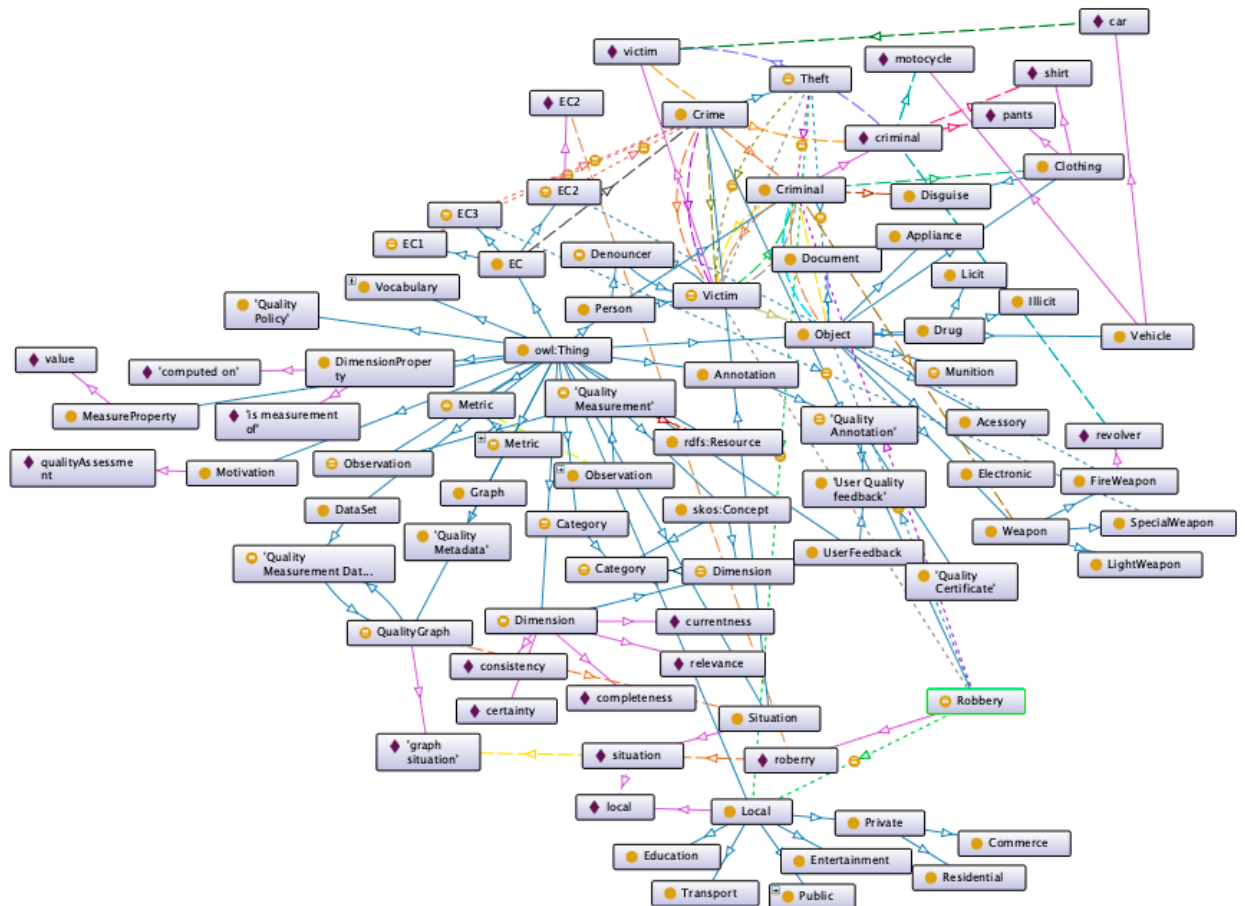 car
victim
motocycle
shirt
Theft
EC2
Crime
pants
criminal
Clothing
EC2
Criminal
Disguise
EC3
EC1
Appliance
Denouncer
Document
EC
Licit
Vocabulary
Victim
Illicit
Person
"Quality
Policy'
Object
Drug
Vehicle
owl:Thing
value
DimensionProper
ty
'computed on'
Annotation
Munition
MeasureProperty
'is measurement
of'
Metric
'Quality
Measurement'
'Quality
Annotation'
Acessory
revolver
rdfs:Resource
Metric
qualityAssessme
nt
Motivation
Observation
Observation
Electronic
FireWeapon
Graph
'User Quality
feedback'
DataSet
skos:Concept
Category
Weapon
SpecialWeapon
'Quality
Metadata'
UserFeedback
'Quality
Measurement Dat...
Category
Dimension
LightWeapon
'Quality
Certificate'
Dimension
currentness
QualityGraph
consistency
relevance
completeness
Robbery
certainty
Situation
'graph
situation'
situation
roberry
local
Local
Private
Commerce
Education
Entertainment
Residential
Transport
Public